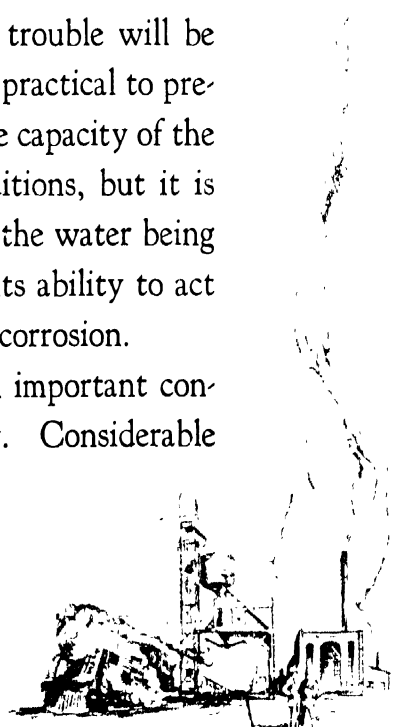 trouble will be
practical to pre-
e capacity of the
itions, but it is
the water being
ts ability to act
corrosion.
important con-
. Considerable